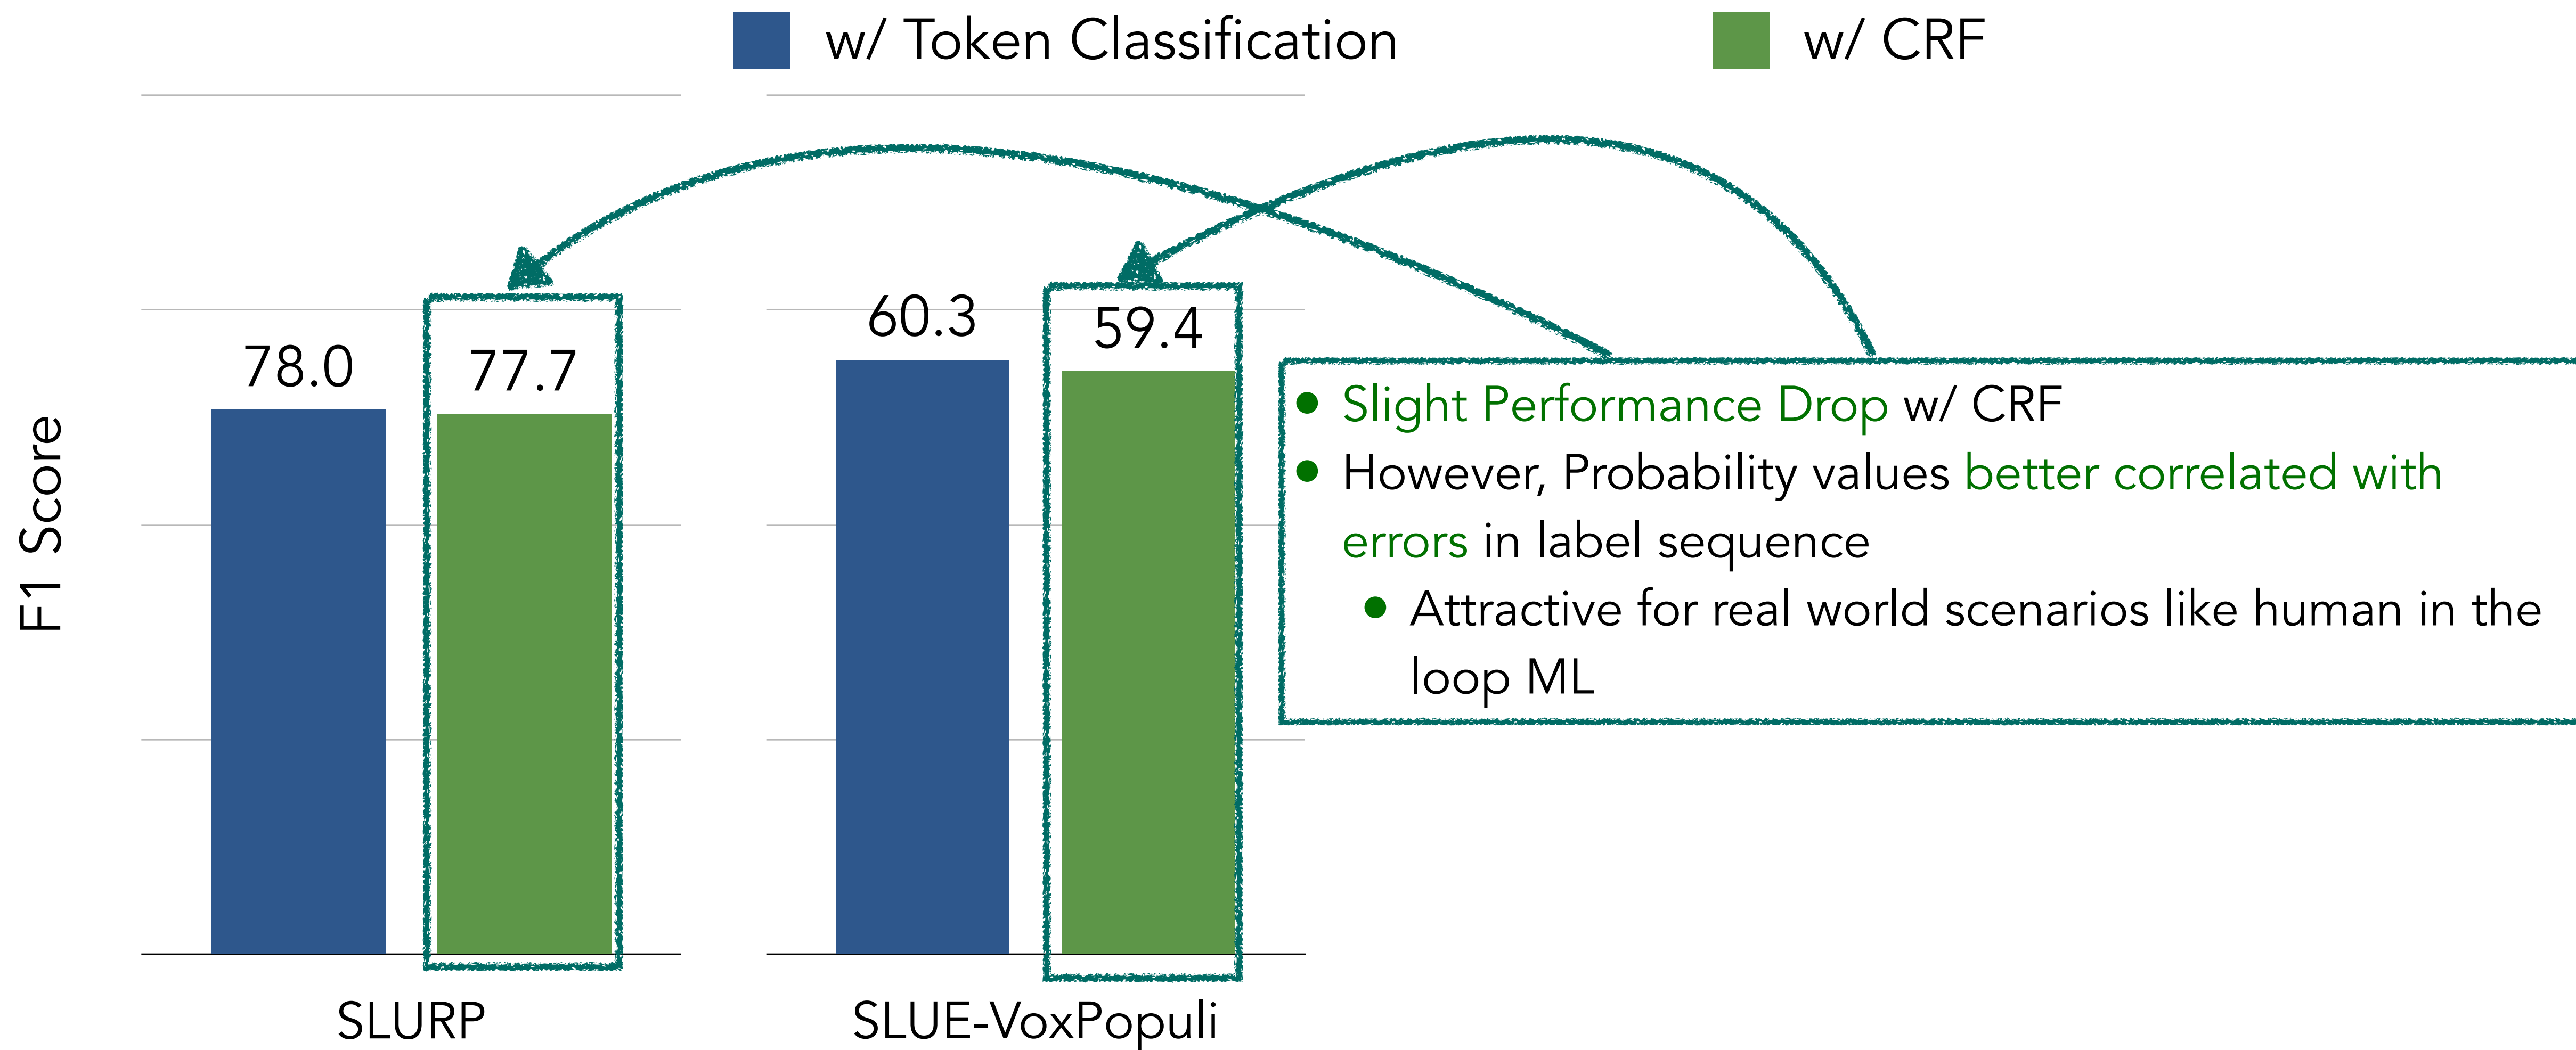 w/ Token Classification
w/ CRF
F1 Score
78.0
77.7
60.3
59.4
SLURP
SLUE-VoxPopuli
• Slight Performance Drop w/ CRF
• However, Probability values better correlated with
errors in label sequence
• Attractive for real world scenarios like human in the
loop ML